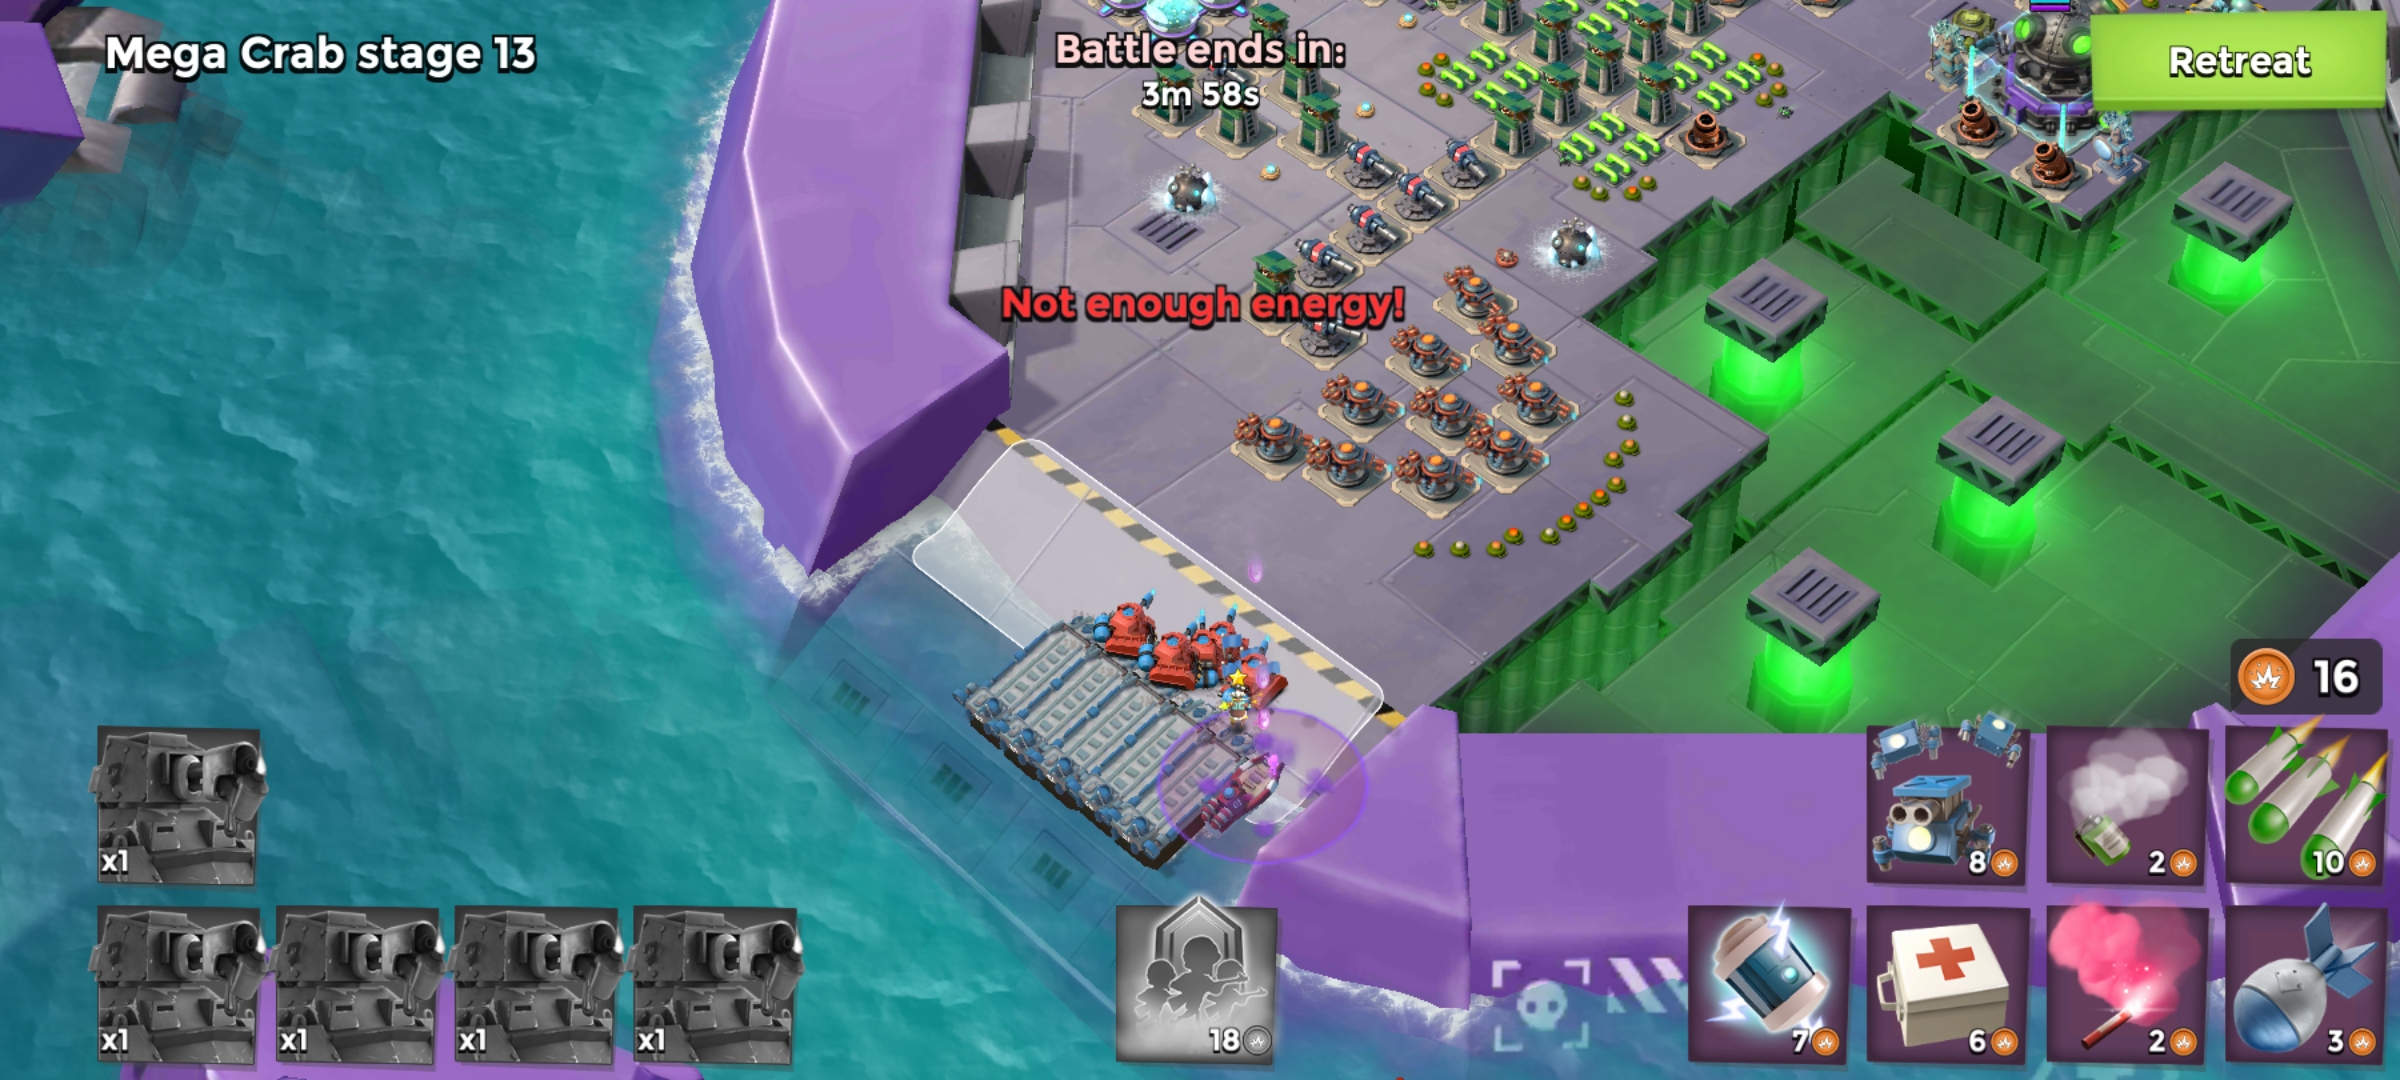 Mega Crab stage 13
Battle ends in:
3m 58s
Retreat
Not enough energy!
16
x1
8
2
10
x1
x1
x1
x1
18
7
6
2
3